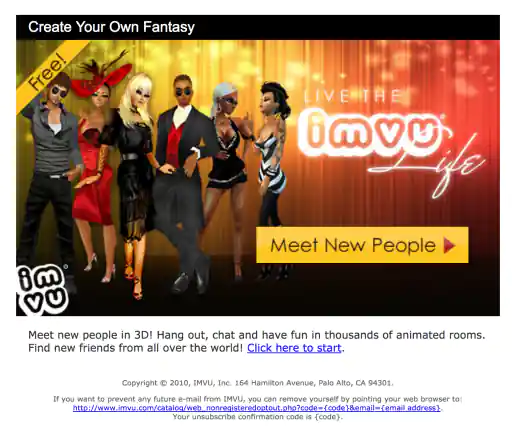 Create Your Own Fantasy
Free!
LIVE THE
imvu
Life
Meet New People
imvu
Meet new people in 3D! Hang out, chat and have fun in thousands of animated rooms.
Find new friends from all over the world! Click here to start.
Copyright © 2010, IMVU, Inc. 164 Hamilton Avenue, Palo Alto, CA 94301.
If you want to prevent any future e-mail from IMVU, you can remove yourself by pointing your web browser to:
http://www.imvu.com/catalog/web_nonregisteredoptout.php?code={code}&email={email address}.
Your unsubscribe confirmation code is {code}.